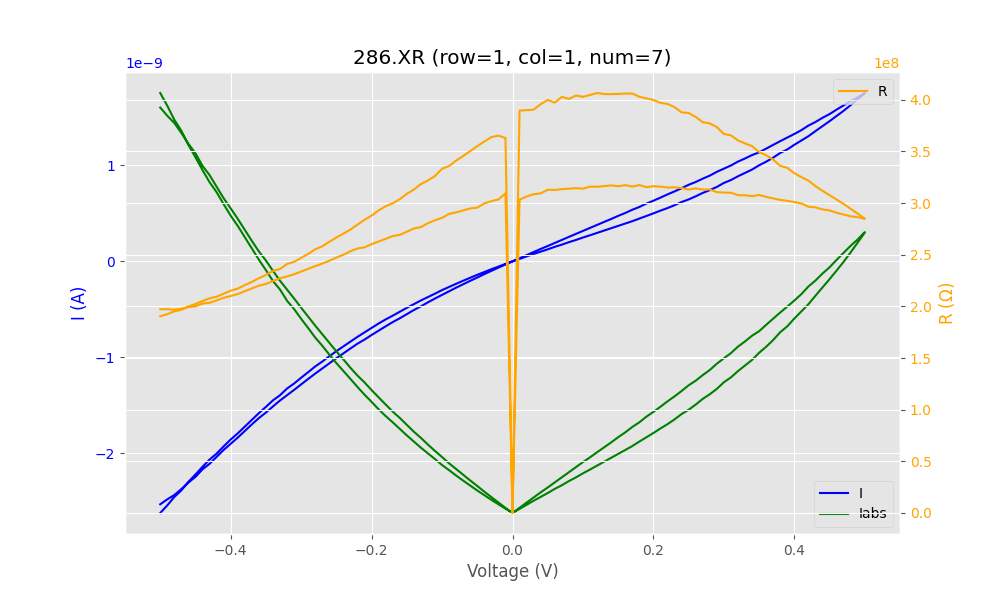 286.XR (row=1, col=1, num=7)
1e−9
1e8
R
4.0
3.5
1
3.0
0
2.5
I (A)
R (Ω)
2.0
−1
1.5
1.0
−2
0.5
I
Iabs
0.0
−0.4
−0.2
0.0
0.2
0.4
Voltage (V)